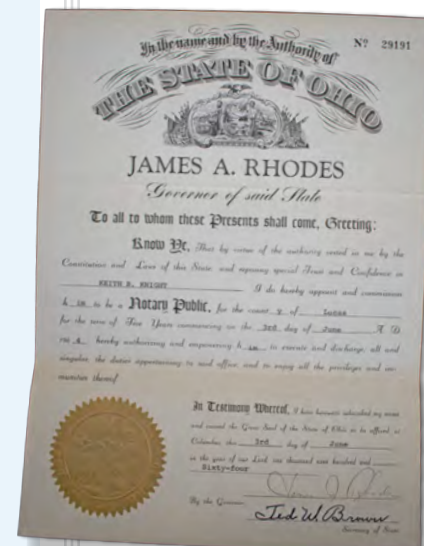 In the name and by the Authority of
Nº 29191
THE STATE OF OHIO
JAMES A. RHODES
Governor of said State
To all to whom these Presents shall come, Greeting:
Know Ye, That by virtue of the authority vested in me by the
Constitution and Laws of this State and reposing special Trust and Confidence in
KEITH I do hereby appoint and commission
h im to be a Notary Public, for the count y of Lucas
for the term of Five Years commencing on the 3rd day of June A. D.
hereby authorizing and empowering h im to execute and discharge all and
singular, the duties appertaining to said office, and to enjoy all the privileges and im-
munities thereof
In Testimony Whereof, I have hereunto subscribed my name
and caused the Great Seal of the State of Ohio to be affixed at
Columbus, this 3rd day of June
in the year of our Lord one thousand nine hundred and
Sixty-four
By the Governor:
Ted W. Brown
Secretary of State